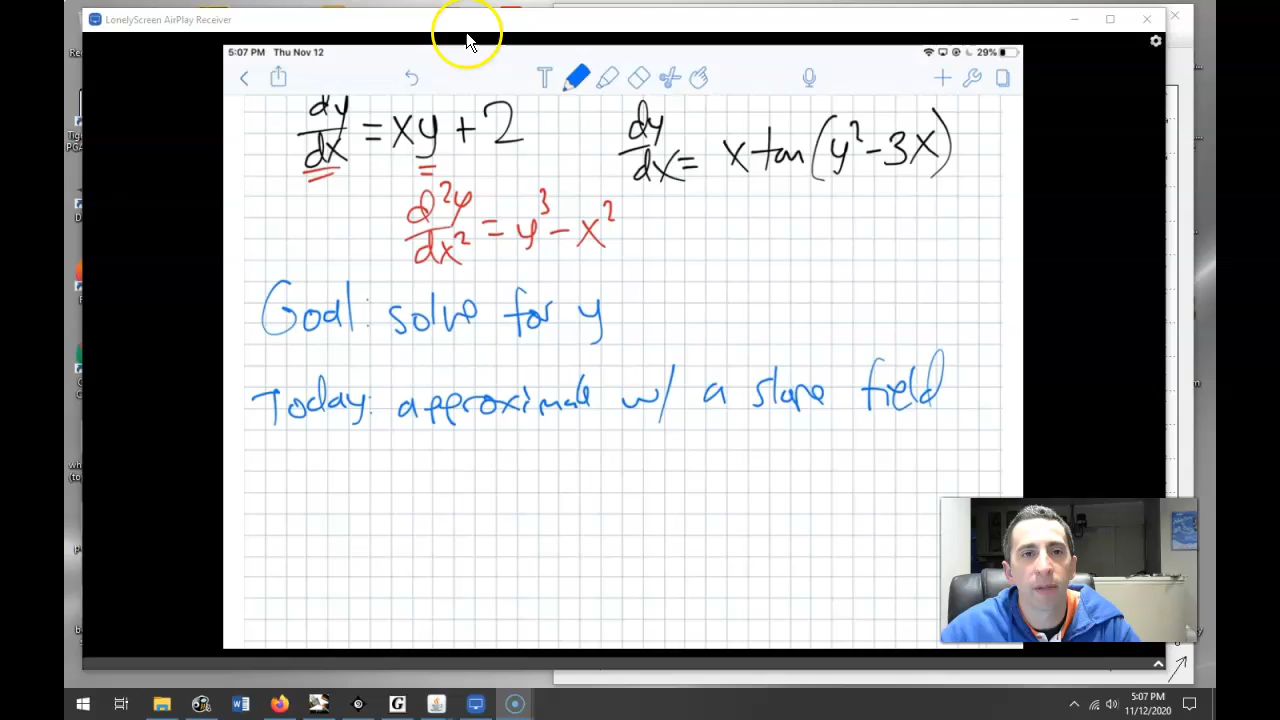 LonelyScreen AirPlay Receiver
5:07 PM Thu Nov 12
29%
dy/dx = xy + 2
dy/dx = x tan(y² - 3x)
d²y/dx² = y³ - x²
Goal: solve for y
Today: approximate w/ a slope field
5:07 PM
11/12/2020